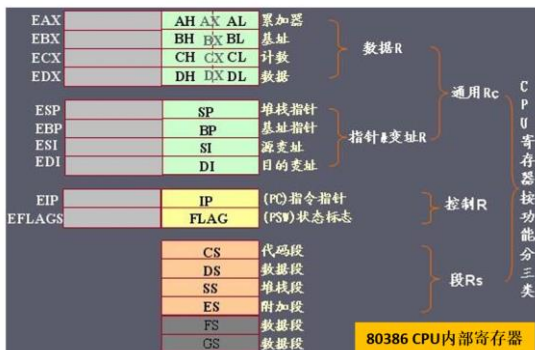 EAX AH AX AL 累加器
EBX BH BX BL 基址
ECX CH CX CL 计数
EDX DH DX DL 数据
数据R
ESP SP 堆栈指针
EBP BP 基址指针
ESI SI 源变址
EDI DI 目的变址
指针&变址R
通用Rc
EIP IP (PC)指令指针
EFLAGS FLAG (PSW)状态标志
控制R
CS 代码段
DS 数据段
SS 堆栈段
ES 附加段
FS 数据段
GS 数据段
段Rs
CPU寄存器按功能分三类
80386 CPU内部寄存器